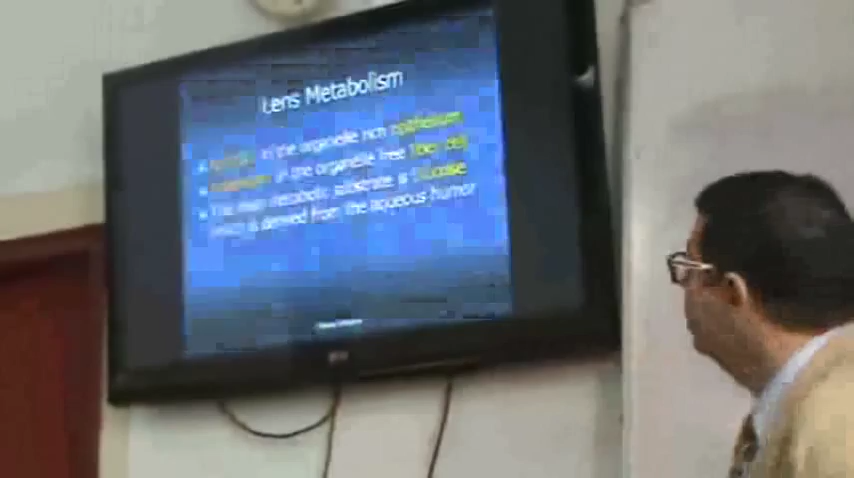 Lens Metabolism
in the organelle rich epithelium
in the organelle free fiber cell
The main metabolic substrate is Glucose
which is derived from the aqueous humor